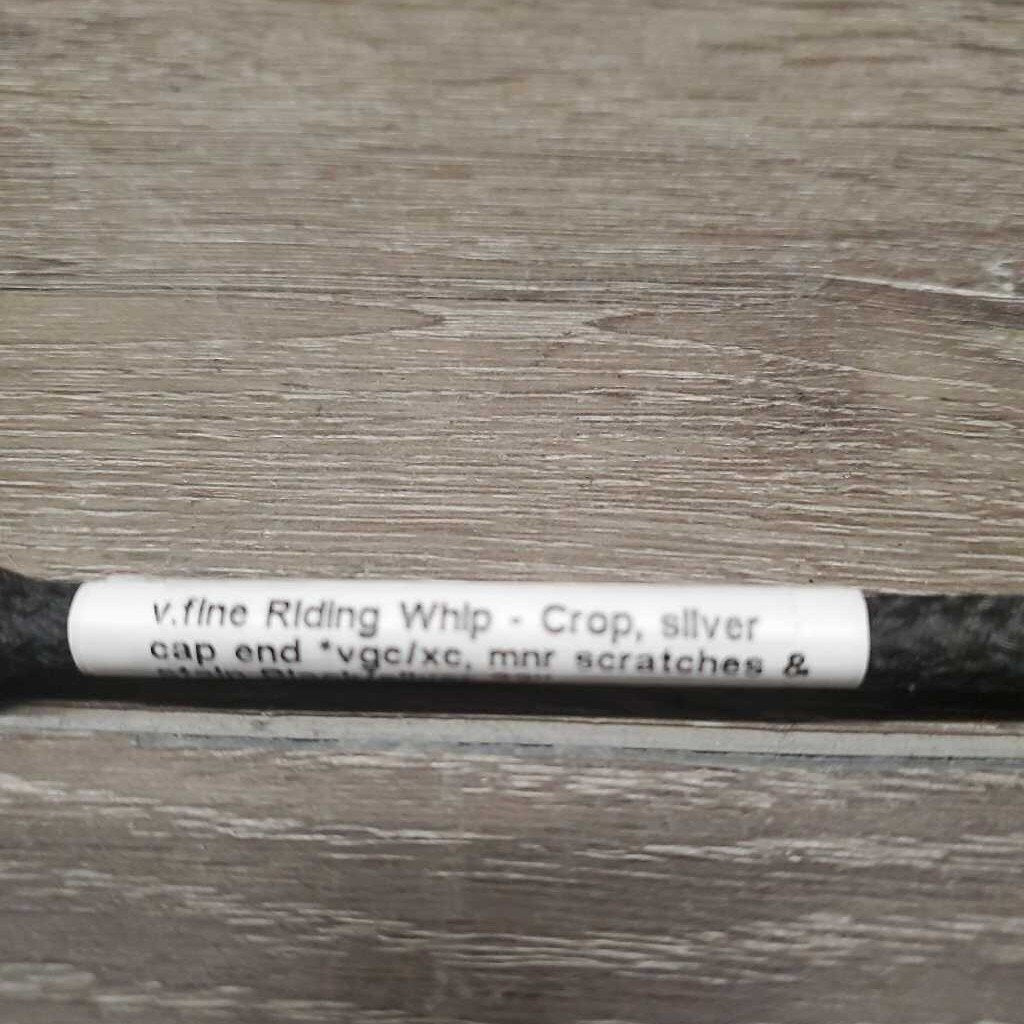 v.fine Riding Whip - Crop, silver
cap end *vgc/xc, mnr scratches &